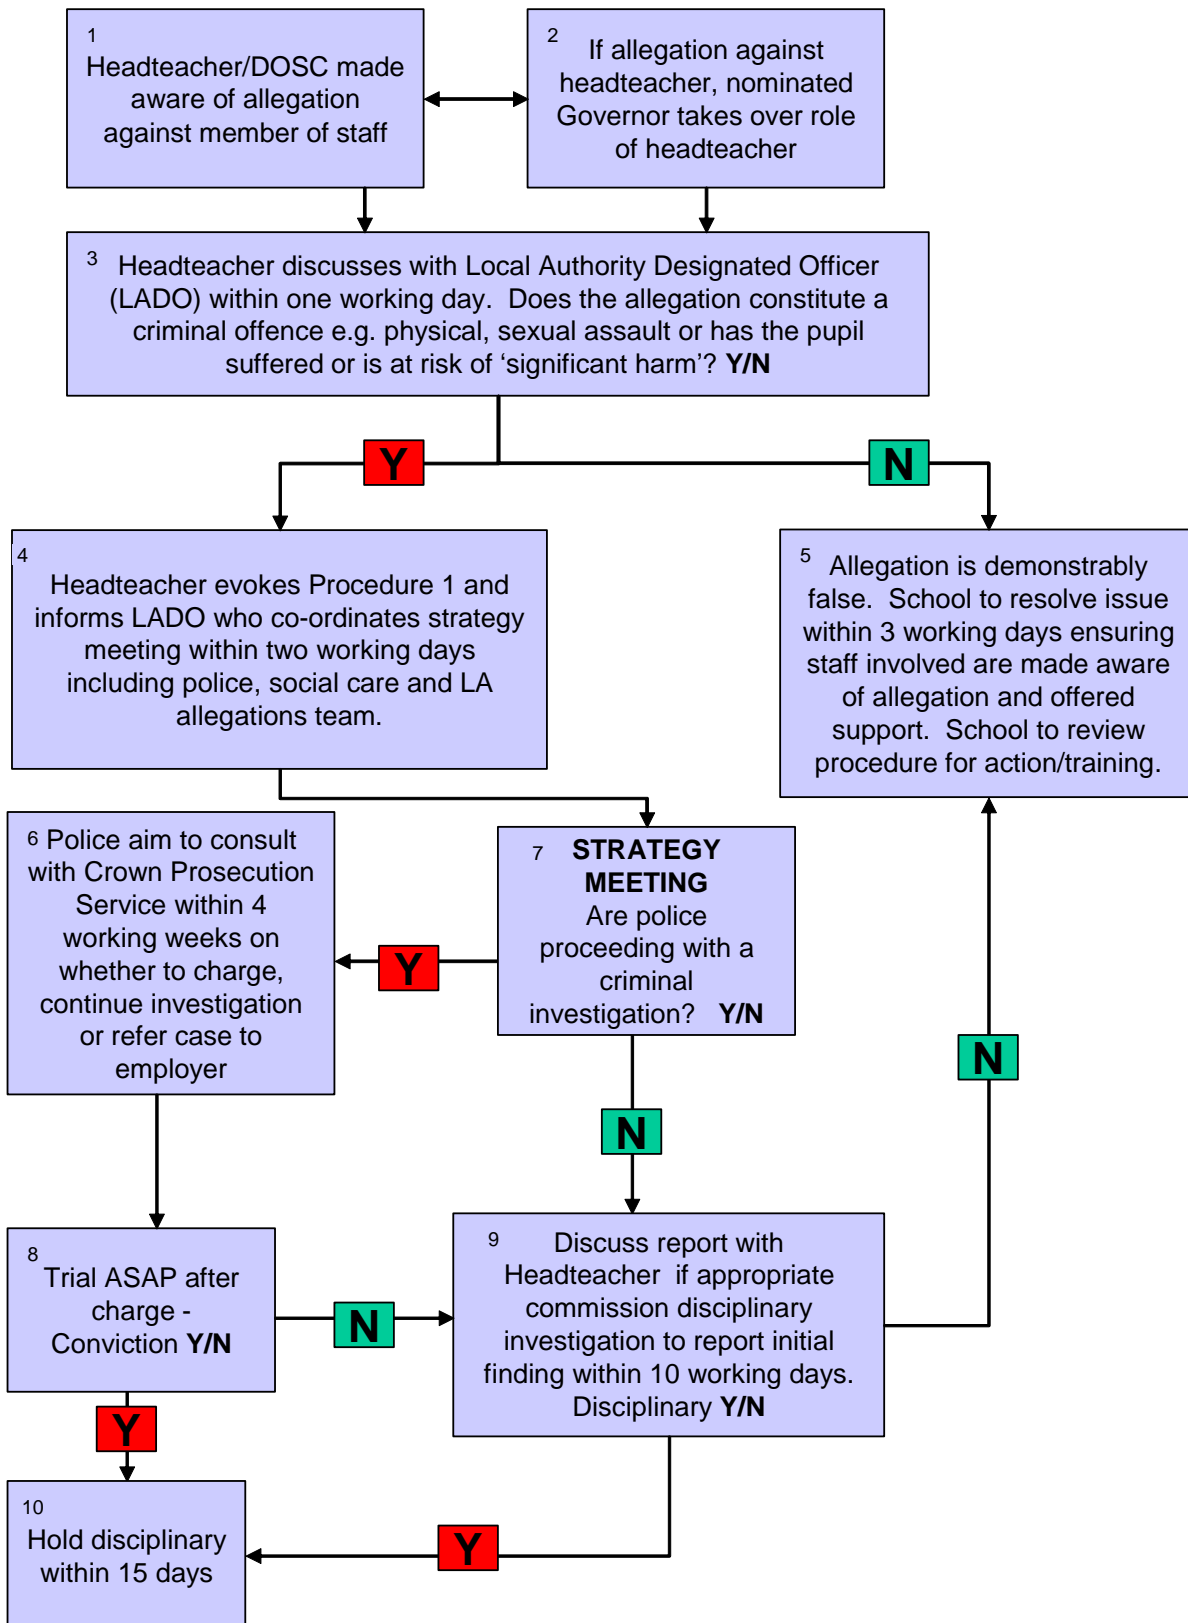 1
Headteacher/DOSC made
aware of allegation
against member of staff
2
If allegation against
headteacher, nominated
Governor takes over role
of headteacher
3
Headteacher discusses with Local Authority Designated Officer
(LADO) within one working day.  Does the allegation constitute a
criminal offence e.g. physical, sexual assault or has the pupil
suffered or is at risk of ‘significant harm’? Y/N
Y
N
4
Headteacher evokes Procedure 1 and
informs LADO who co-ordinates strategy
meeting within two working days
including police, social care and LA
allegations team.
5
Allegation is demonstrably
false.  School to resolve issue
within 3 working days ensuring
staff involved are made aware
of allegation and offered
support.  School to review
procedure for action/training.
6 Police aim to consult
with Crown Prosecution
Service within 4
working weeks on
whether to charge,
continue investigation
or refer case to
employer
Y
7
STRATEGY
MEETING
Are police
proceeding with a
criminal
investigation?   Y/N
N
N
8
Trial ASAP after
charge -
Conviction Y/N
N
9
Discuss report with
Headteacher  if appropriate
commission disciplinary
investigation to report initial
finding within 10 working days.
Disciplinary Y/N
Y
10
Hold disciplinary
within 15 days
Y